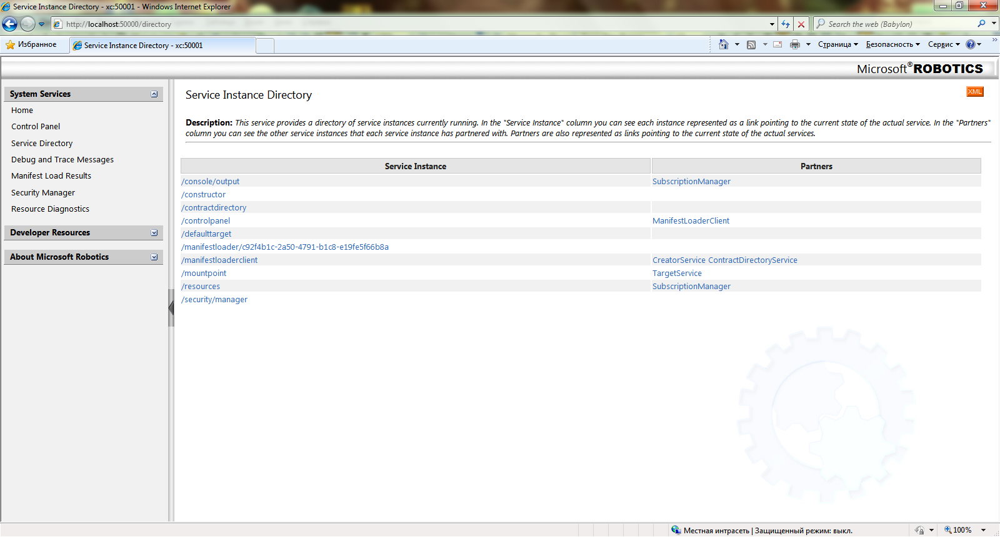 Service Instance Directory - xc:50001 - Windows Internet Explorer
http://localhost:50000/directory
Search the web (Babylon)
Избранное
Service Instance Directory - xc:50001
Страница
Безопасность
Сервис
Microsoft®ROBOTICS
System Services
Home
Control Panel
Service Directory
Debug and Trace Messages
Manifest Load Results
Security Manager
Resource Diagnostics
Developer Resources
About Microsoft Robotics
Service Instance Directory
XML
Description: This service provides a directory of service instances currently running. In the "Service Instance" column you can see each instance represented as a link pointing to the current state of the actual service. In the "Partners"
column you can see the other service instances that each service instance has partnered with. Partners are also represented as links pointing to the current state of the actual services.
Service Instance Partners
/console/output SubscriptionManager
/constructor
/contractdirectory
/controlpanel ManifestLoaderClient
/defaulttarget
/manifestloader/c92f4b1c-2a50-4791-b1c8-e19fe5f66b8a
/manifestloaderclient CreatorService ContractDirectoryService
/mountpoint TargetService
/resources SubscriptionManager
/security/manager
Местная интрасеть | Защищенный режим: выкл.
100%